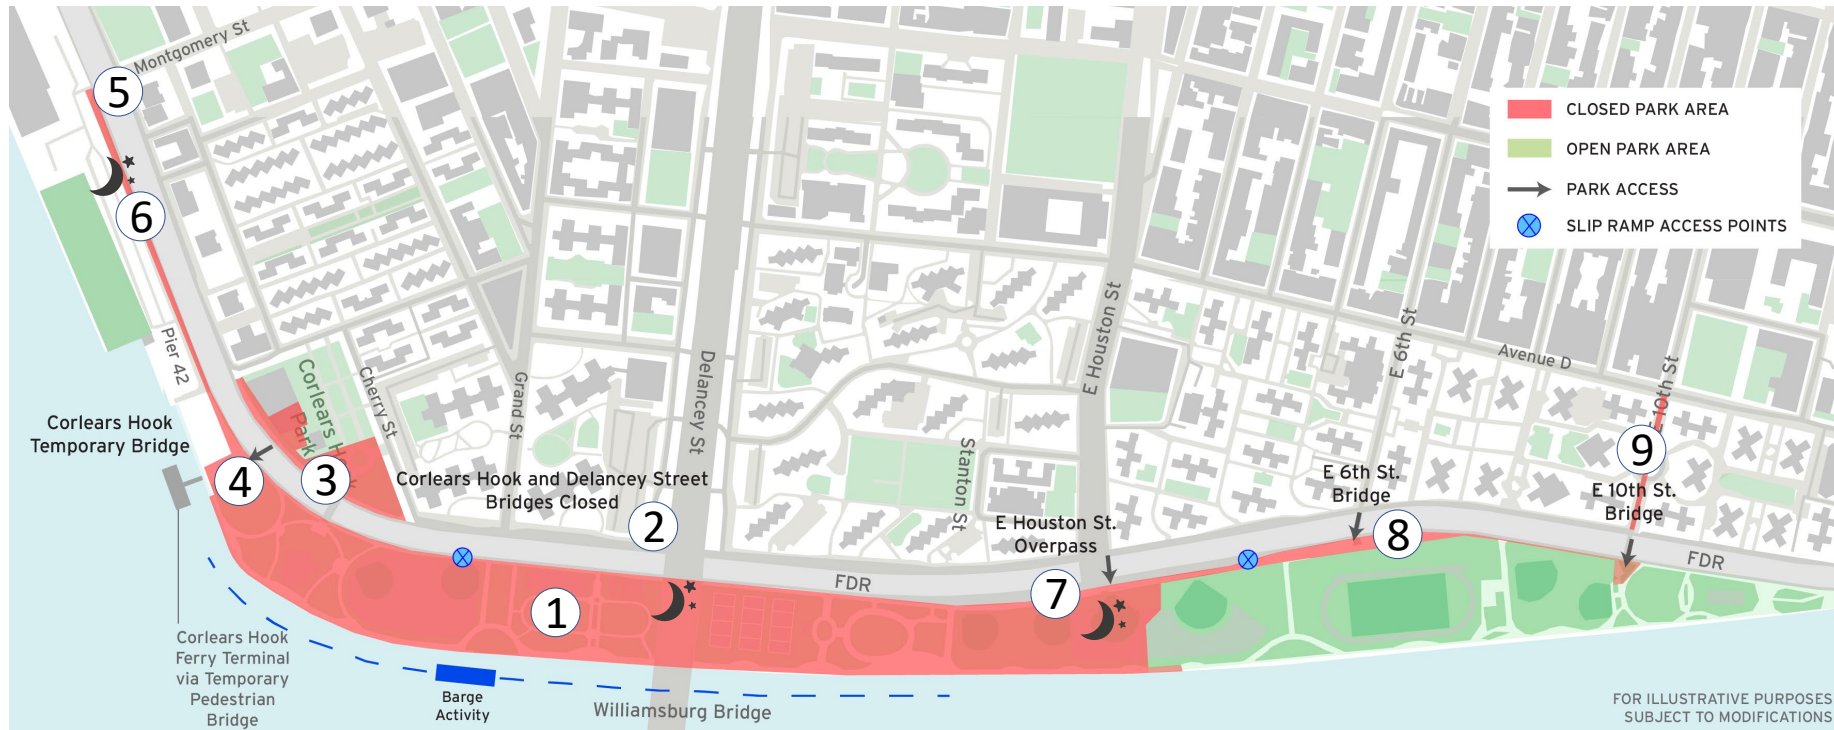 Montgomery St
5
6
Pier 42
Corlears Hook
Temporary Bridge
4
3
Corlears Hook
Park
Cherry St
Grand St
Delancey St
Corlears Hook and Delancey Street
Bridges Closed
2
1
Corlears Hook
Ferry Terminal
via Temporary
Pedestrian
Bridge
Barge
Activity
Williamsburg Bridge
FDR
Stanton St
E Houston St
E Houston St.
Overpass
7
E 6th St
E 6th St.
Bridge
8
Avenue D
E 10th St
9
E 10th St.
Bridge
FDR
CLOSED PARK AREA
OPEN PARK AREA
PARK ACCESS
SLIP RAMP ACCESS POINTS
FOR ILLUSTRATIVE PURPOSES
SUBJECT TO MODIFICATIONS